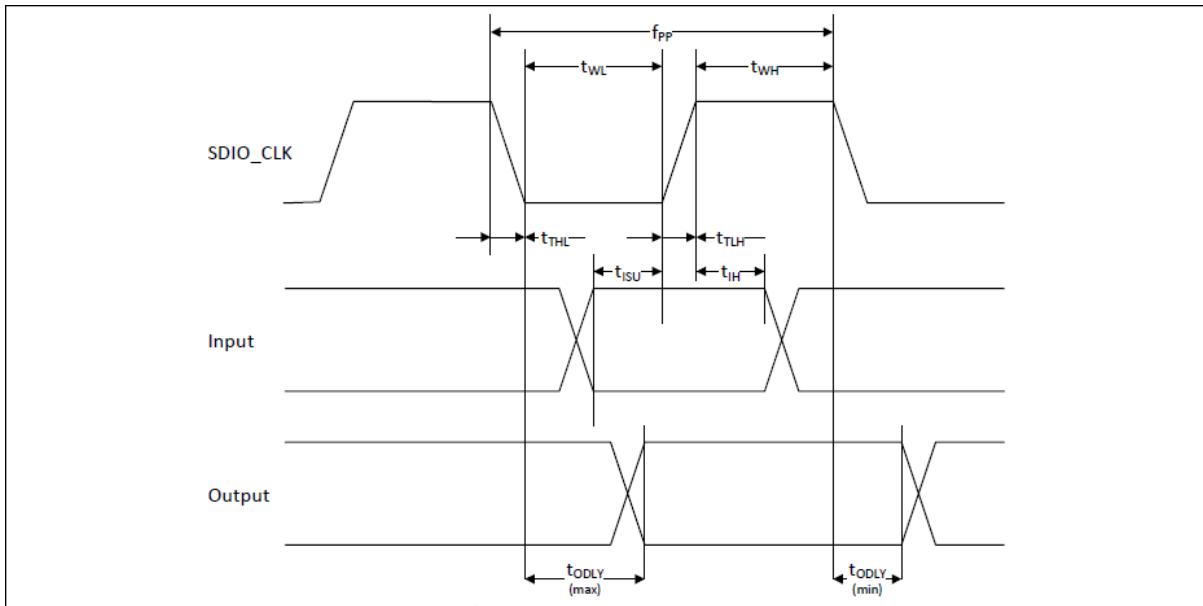 fPP
tWL
tWH
SDIO_CLK
tTHL
tTLH
tISU
tIH
Input
Output
tODLY
(max)
tODLY
(min)